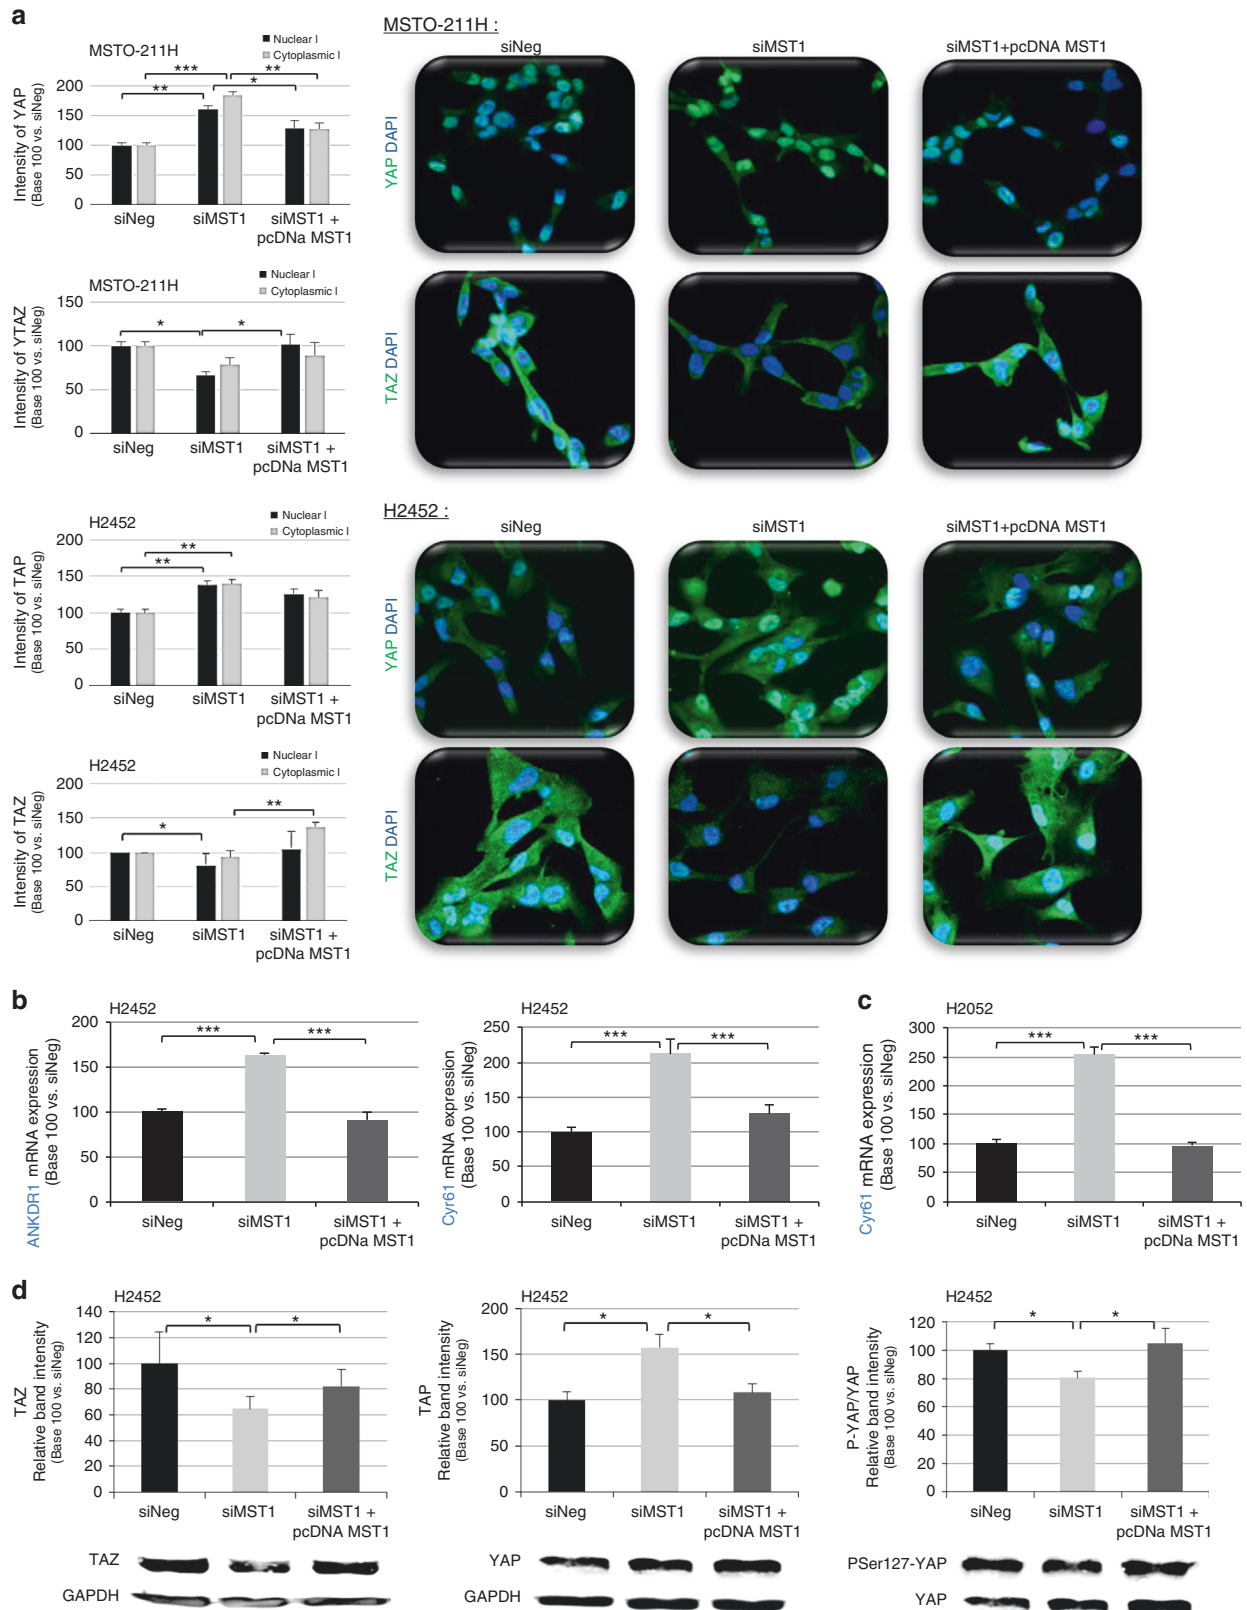 a
MSTO-211H
Nuclear I
Cytoplasmic I
Intensity of YAP
(Base 100 vs. siNeg)
200
150
100
50
0
***
**
**
*
siNeg
siMST1
siMST1 +
pcDNa MST1
MSTO-211H
Nuclear I
Cytoplasmic I
Intensity of YTAZ
(Base 100 vs. siNeg)
150
100
50
0
*
*
siNeg
siMST1
siMST1 +
pcDNa MST1
MSTO-211H :
siNeg
siMST1
siMST1+pcDNA MST1
YAP DAPI
TAZ DAPI
H2452
Nuclear I
Cytoplasmic I
Intensity of TAP
(Base 100 vs. siNeg)
200
150
100
50
0
**
**
siNeg
siMST1
siMST1 +
pcDNA MST1
H2452
Nuclear I
Cytoplasmic I
Intensity of TAZ
(Base 100 vs. siNeg)
200
150
100
50
0
*
**
siNeg
siMST1
siMST1 +
pcDNA MST1
H2452 :
siNeg
siMST1
siMST1+pcDNA MST1
YAP DAPI
TAZ DAPI
b
H2452
ANKDR1 mRNA expression
(Base 100 vs. siNeg)
200
150
100
50
0
***
***
siNeg
siMST1
siMST1 +
pcDNA MST1
H2452
Cyr61 mRNA expression
(Base 100 vs. siNeg)
250
200
150
100
50
0
***
***
siNeg
siMST1
siMST1 +
pcDNa MST1
c
H2052
Cyr61 mRNA expression
(Base 100 vs. siNeg)
300
250
200
150
100
50
0
***
***
siNeg
siMST1
siMST1 +
pcDNA MST1
d
H2452
TAZ
Relative band intensity
(Base 100 vs. siNeg)
140
120
100
80
60
40
20
0
*
*
siNeg
siMST1
siMST1 +
pcDNA MST1
TAZ
GAPDH
H2452
TAP
Relative band intensity
(Base 100 vs. siNeg)
200
150
100
50
0
*
*
siNeg
siMST1
siMST1 +
pcDNA MST1
YAP
GAPDH
H2452
P-YAP/YAP
Relative band intensity
(Base 100 vs. siNeg)
120
100
80
60
40
20
0
*
*
siNeg
siMST1
siMST1 +
pcDNA MST1
PSer127-YAP
YAP